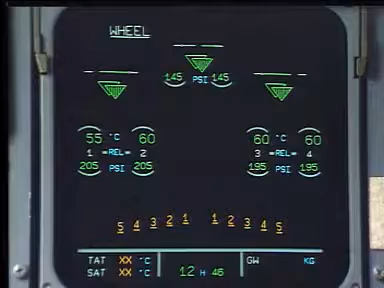 WHEEL
145 PSI 145
55 °C 60 60 °C 60
1 -REL- 2 3 -REL- 4
205 PSI 205 195 PSI 195
5 4 3 2 1 1 2 3 4 5
TAT XX °C GW KG
SAT XX °C 12 H 46